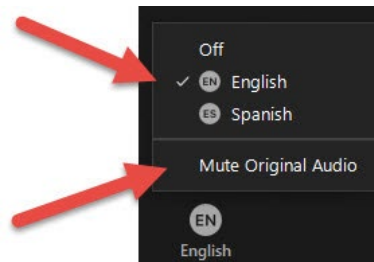 Off
EN English
ES Spanish
Mute Original Audio
EN
English